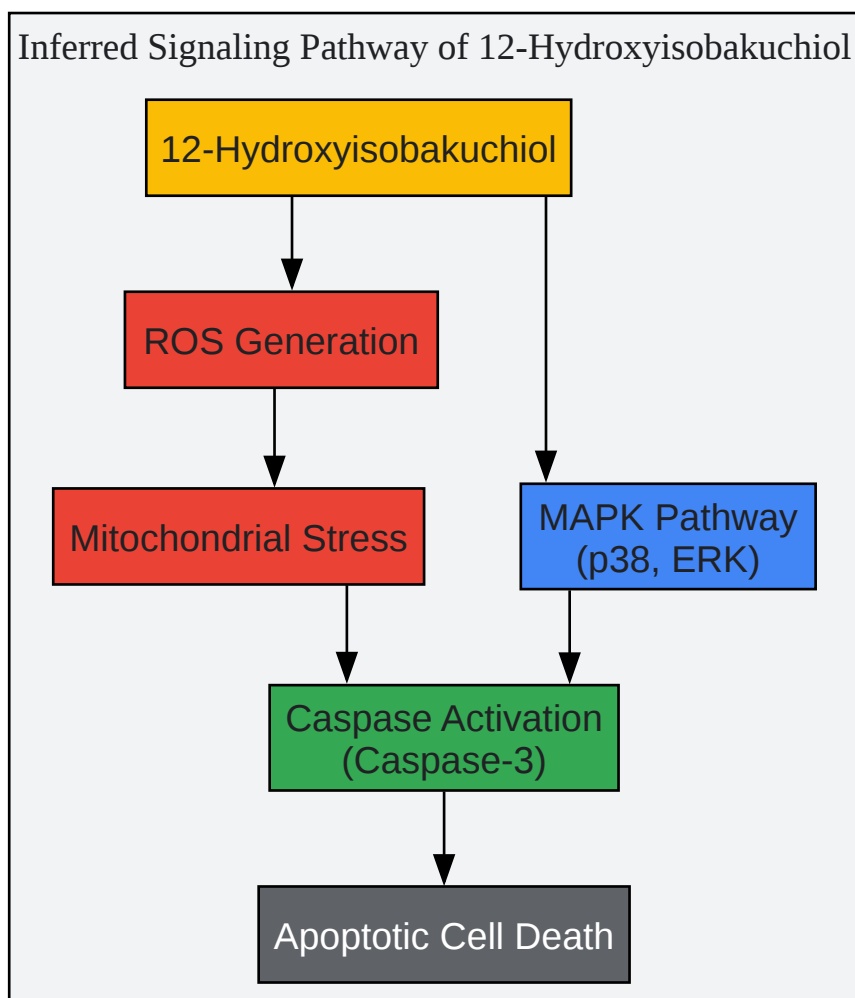 Inferred Signaling Pathway of 12-Hydroxyisobakuchiol
12-Hydroxyisobakuchiol
ROS Generation
Mitochondrial Stress
MAPK Pathway
(p38, ERK)
Caspase Activation
(Caspase-3)
Apoptotic Cell Death